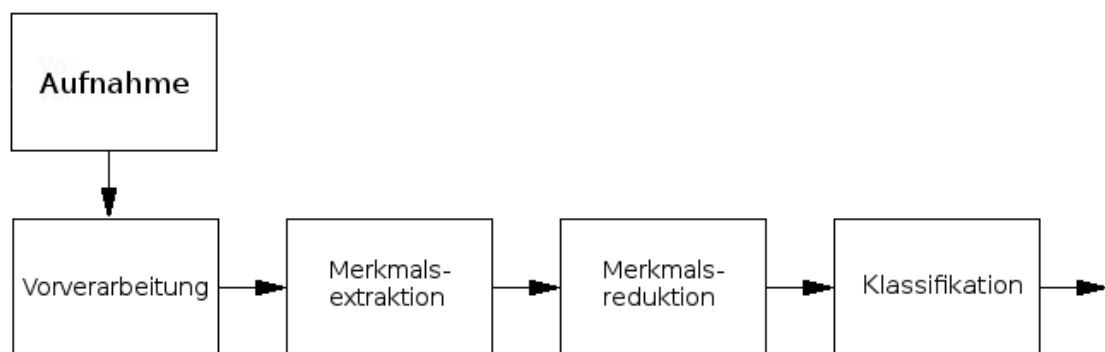 Aufnahme
Vorverarbeitung
Merkmals-
extraktion
Merkmals-
reduktion
Klassifikation